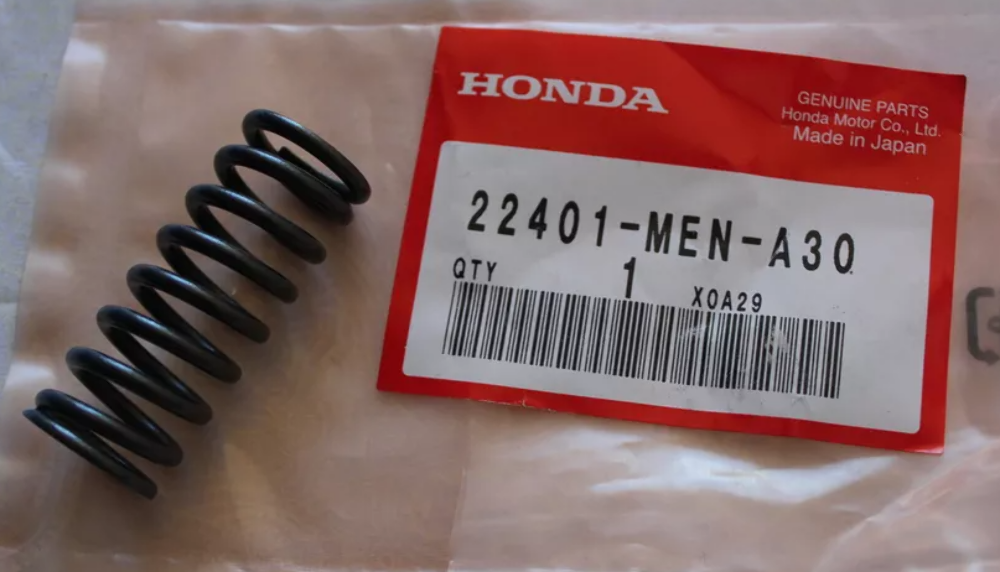 HONDA
GENUINE PARTS
Honda Motor Co., Ltd.
Made in Japan
22401-MEN-A30
QTY 1 X0A29